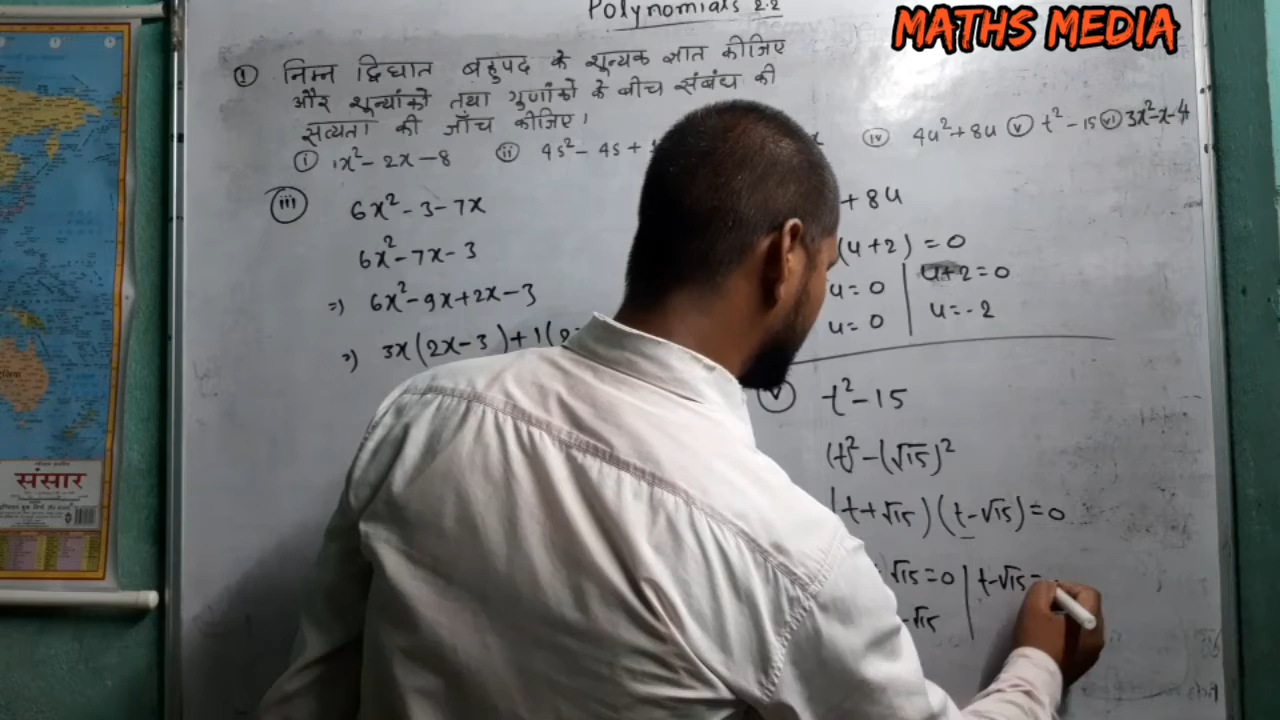 Polynomials 2.2
MATHS MEDIA
① निम्न द्विघात बहुपद के शून्यक ज्ञात कीजिए
और शून्यांको तथा गुणांको के बीच संबंध की
सत्यता की जाँच कीजिए।
(i) 1x² - 2x - 8 (ii) 4s² - 4s + (iv) 4u² + 8u (v) t² - 15 (vi) 3x² - x - 4
(iii) 6x² - 3 - 7x
6x² - 7x - 3
=) 6x² - 9x + 2x - 3
=) 3x(2x - 3) + 1(2
+ 8u
(u + 2) = 0
u = 0 | u + 2 = 0
u = 0 | u = -2
(v) t² - 15
(t)² - (√15)²
(t + √15)(t - √15) = 0
√15 = 0 | t - √15 =
-√15
संसार